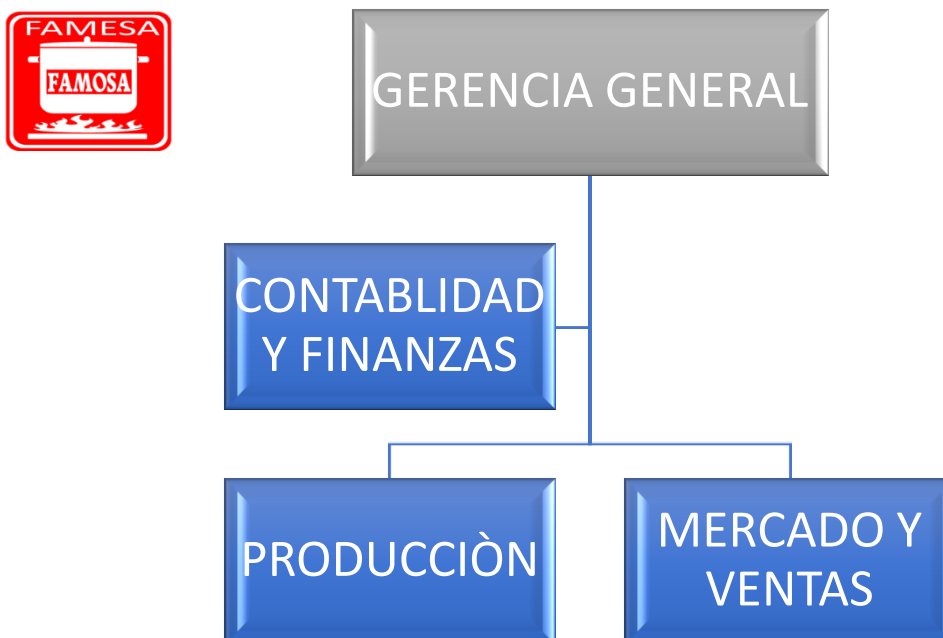 FAMESA
FAMOSA
GERENCIA GENERAL
CONTABLIDAD
Y FINANZAS
PRODUCCIÒN
MERCADO Y
VENTAS